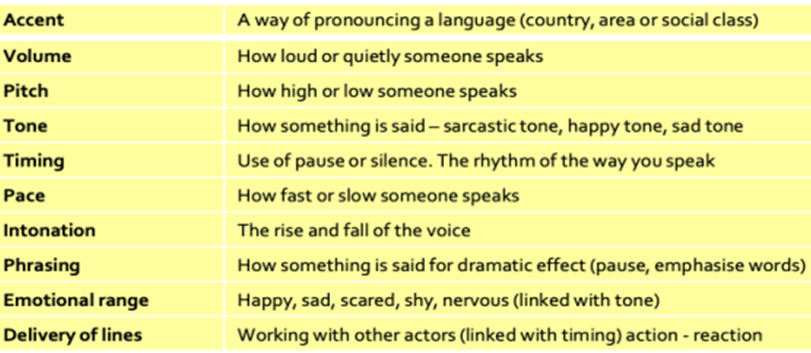 Accent A way of pronouncing a language (country, area or social class)
Volume How loud or quietly someone speaks
Pitch How high or low someone speaks
Tone How something is said – sarcastic tone, happy tone, sad tone
Timing Use of pause or silence. The rhythm of the way you speak
Pace How fast or slow someone speaks
Intonation The rise and fall of the voice
Phrasing How something is said for dramatic effect (pause, emphasise words)
Emotional range Happy, sad, scared, shy, nervous (linked with tone)
Delivery of lines Working with other actors (linked with timing) action - reaction